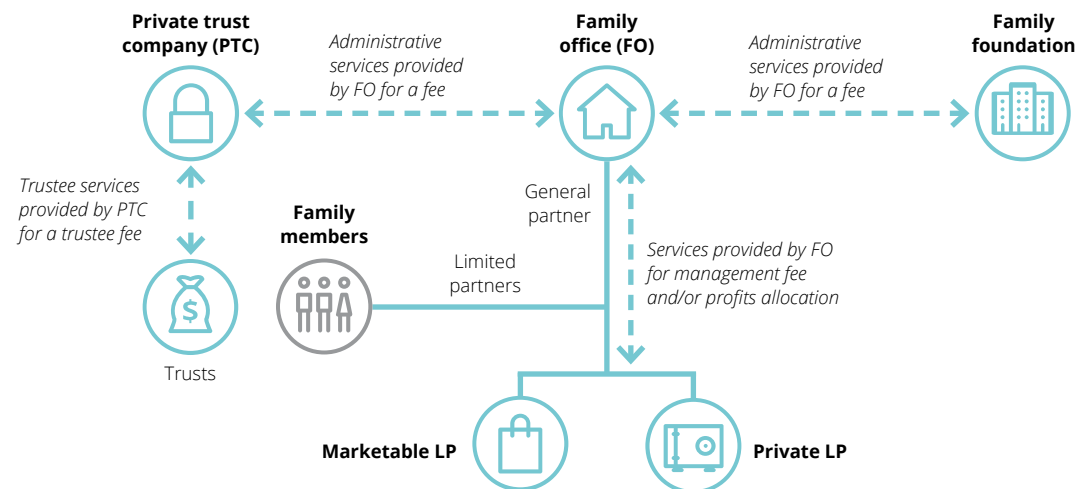 Private trust
company (PTC)
Administrative
services provided
by FO for a fee
Family
office (FO)
Administrative
services provided
by FO for a fee
Family
foundation
Trustee services
provided by PTC
for a trustee fee
Family
members
General
partner
Limited
partners
Services provided by FO
for management fee
and/or profits allocation
$
Trusts
Marketable LP
Private LP